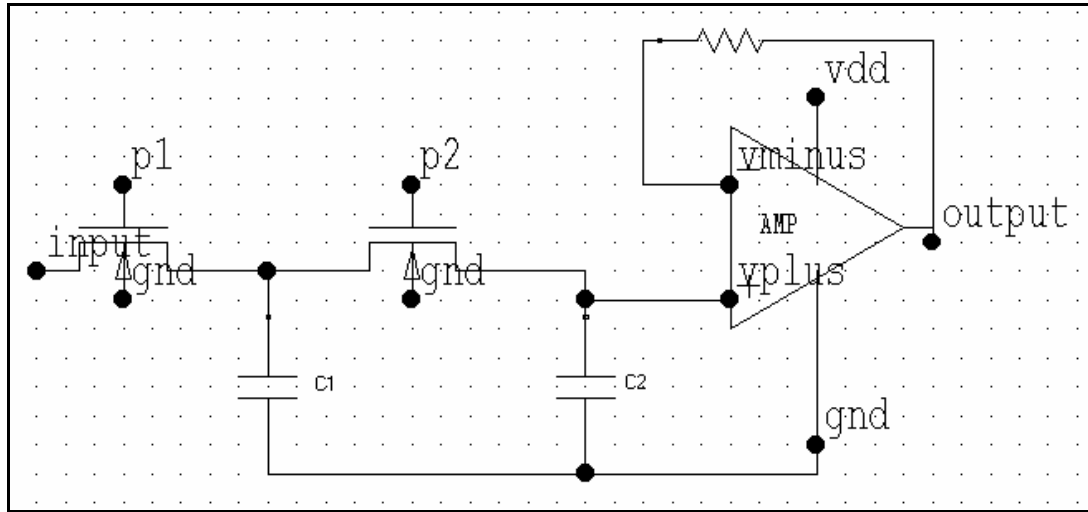 vdd
p1
p2
vminus
input
gnd
gnd
AMP
output
vplus
C1
C2
gnd